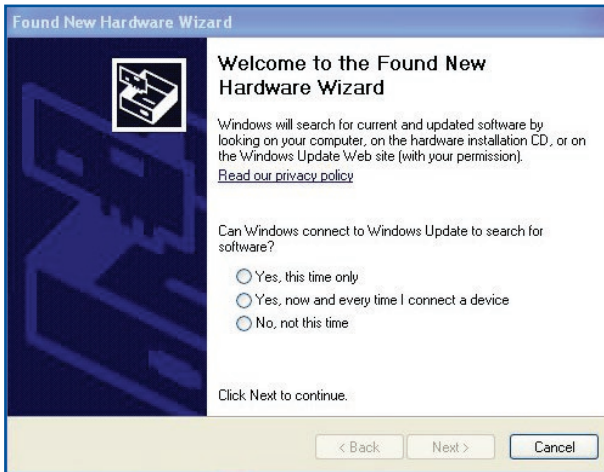 Found New Hardware Wizard
Welcome to the Found New
Hardware Wizard
Windows will search for current and updated software by
looking on your computer, on the hardware installation CD, or on
the Windows Update Web site (with your permission).
Read our privacy policy
Can Windows connect to Windows Update to search for
software?
Yes, this time only
Yes, now and every time I connect a device
No, not this time
Click Next to continue.
< Back
Next >
Cancel